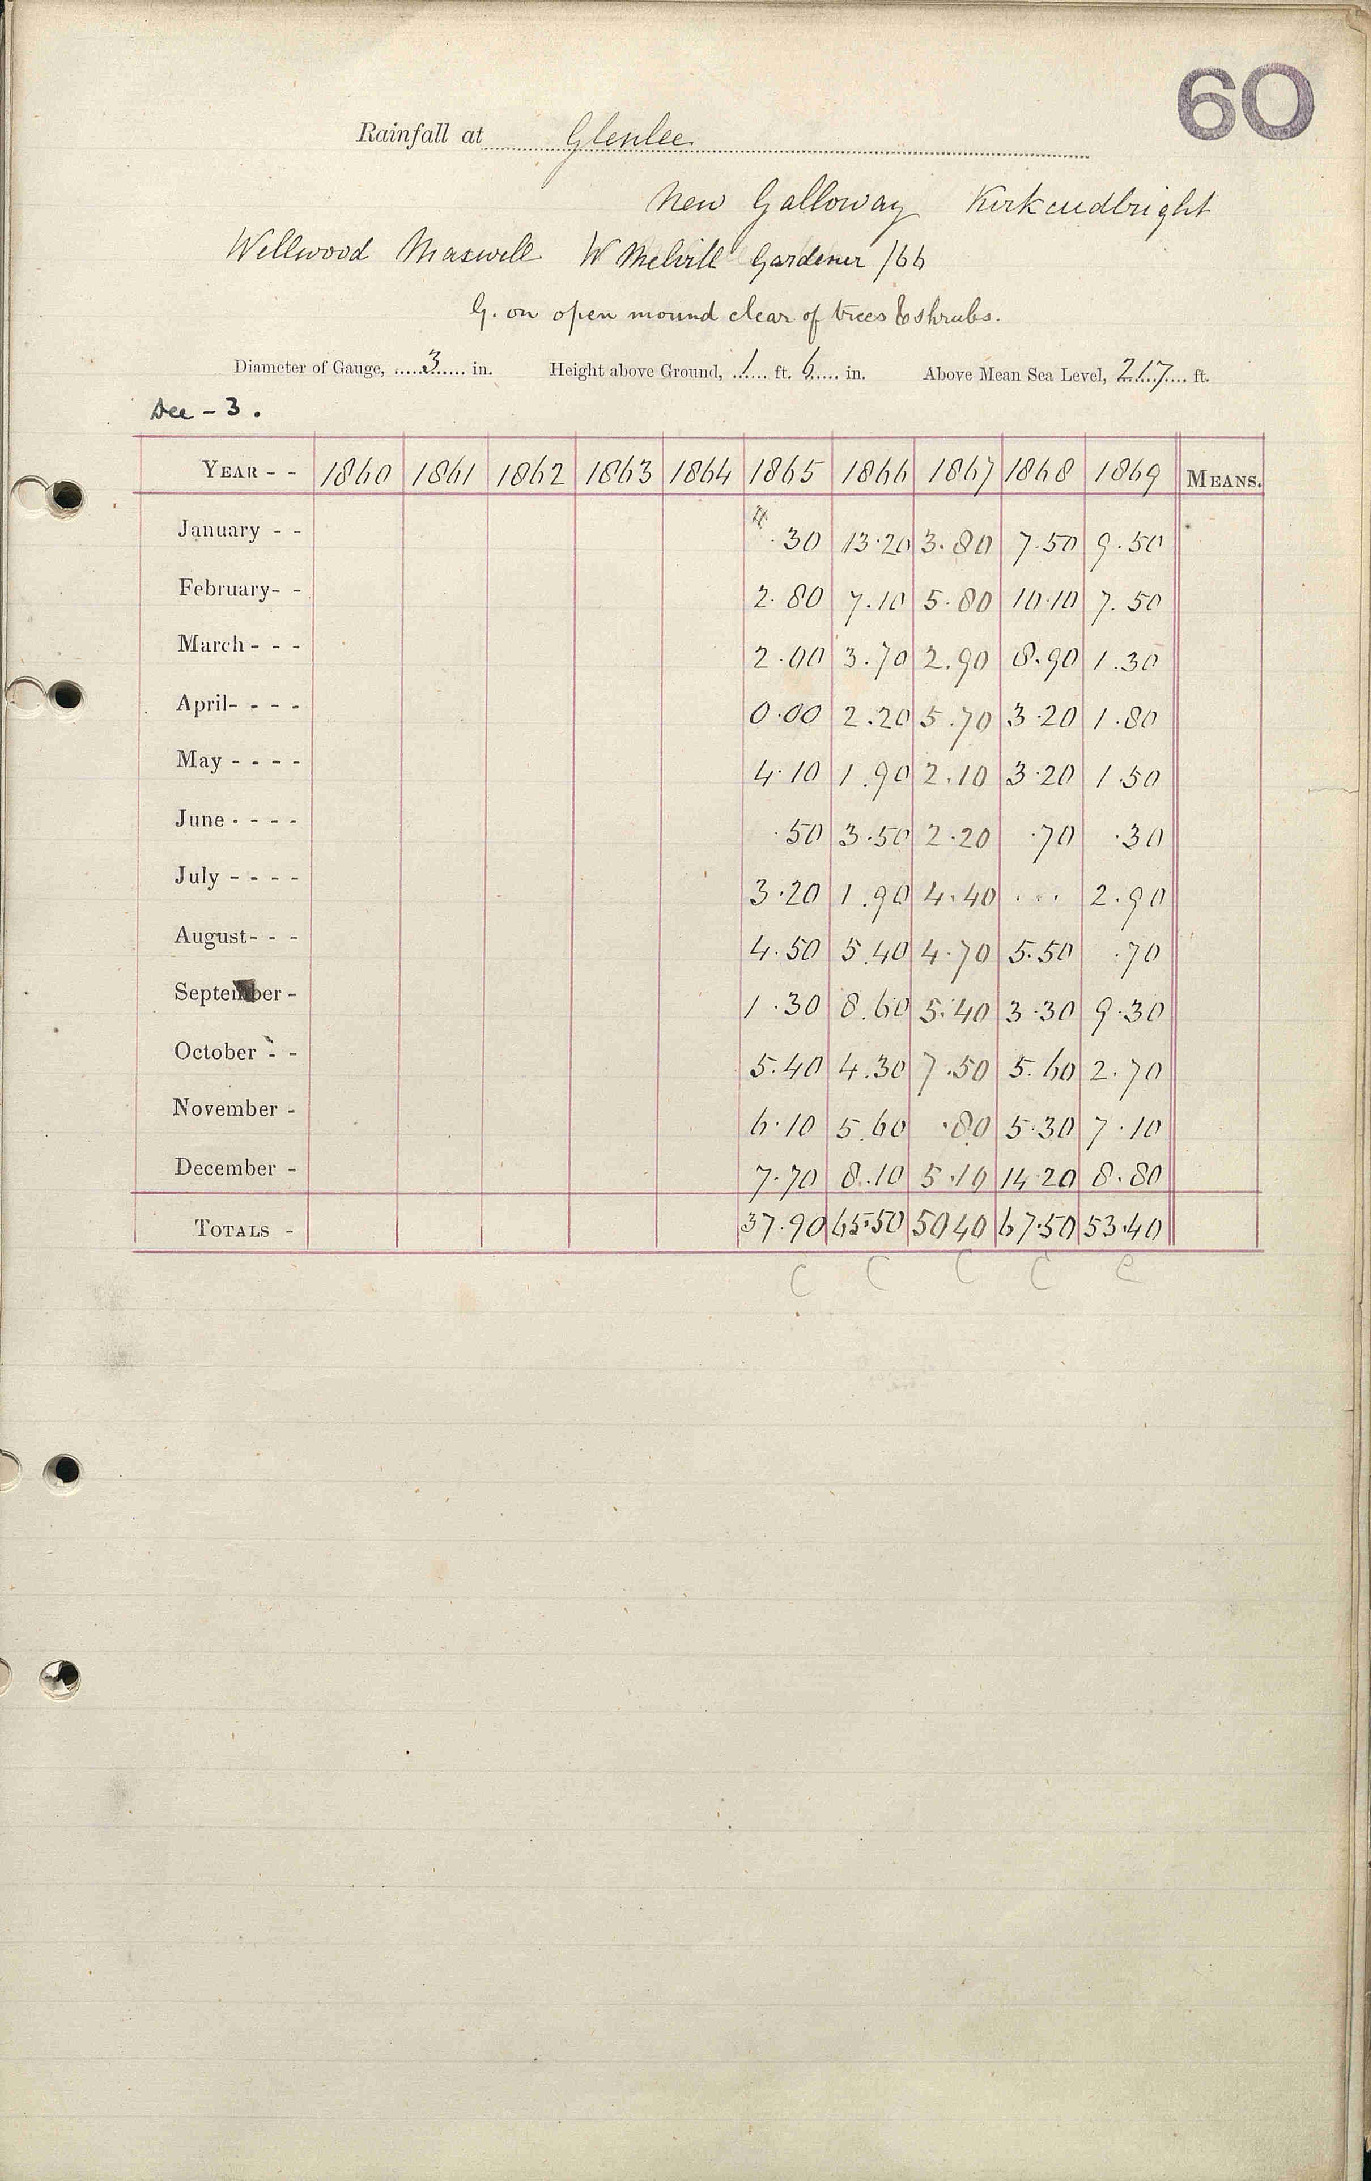 60
Rainfall at Glenlee
New Galloway Kirkcudbright
Wellwood Maxwell W Melvill Gardener /66
G. on open mound clear of trees & shrubs.
Diameter of Gauge, 3 in. Height above Ground, 1 ft. 6 in. Above Mean Sea Level, 217 ft.
Dee - 3.
YEAR - - 1860 1861 1862 1863 1864 1865 1866 1867 1868 1869 MEANS.
January - - .30 13.20 3.80 7.50 9.50
February- - 2.80 7.10 5.80 10.10 7.50
March - - - 2.00 3.70 2.90 8.90 1.30
April- - - - 0.00 2.20 5.70 3.20 1.80
May - - - - 4.10 1.90 2.10 3.20 1.50
June - - - - .50 3.50 2.20 .70 .30
July - - - - 3.20 1.90 4.40 ... 2.90
August- - - 4.50 5.40 4.70 5.50 .70
September - 1.30 8.60 5.40 3.30 9.30
October - - 5.40 4.30 7.50 5.60 2.70
November - 6.10 5.60 .80 5.30 7.10
December - 7.70 8.10 5.10 14.20 8.80
TOTALS - 37.90 65.50 50 40 67.50 53.40
C C C C C